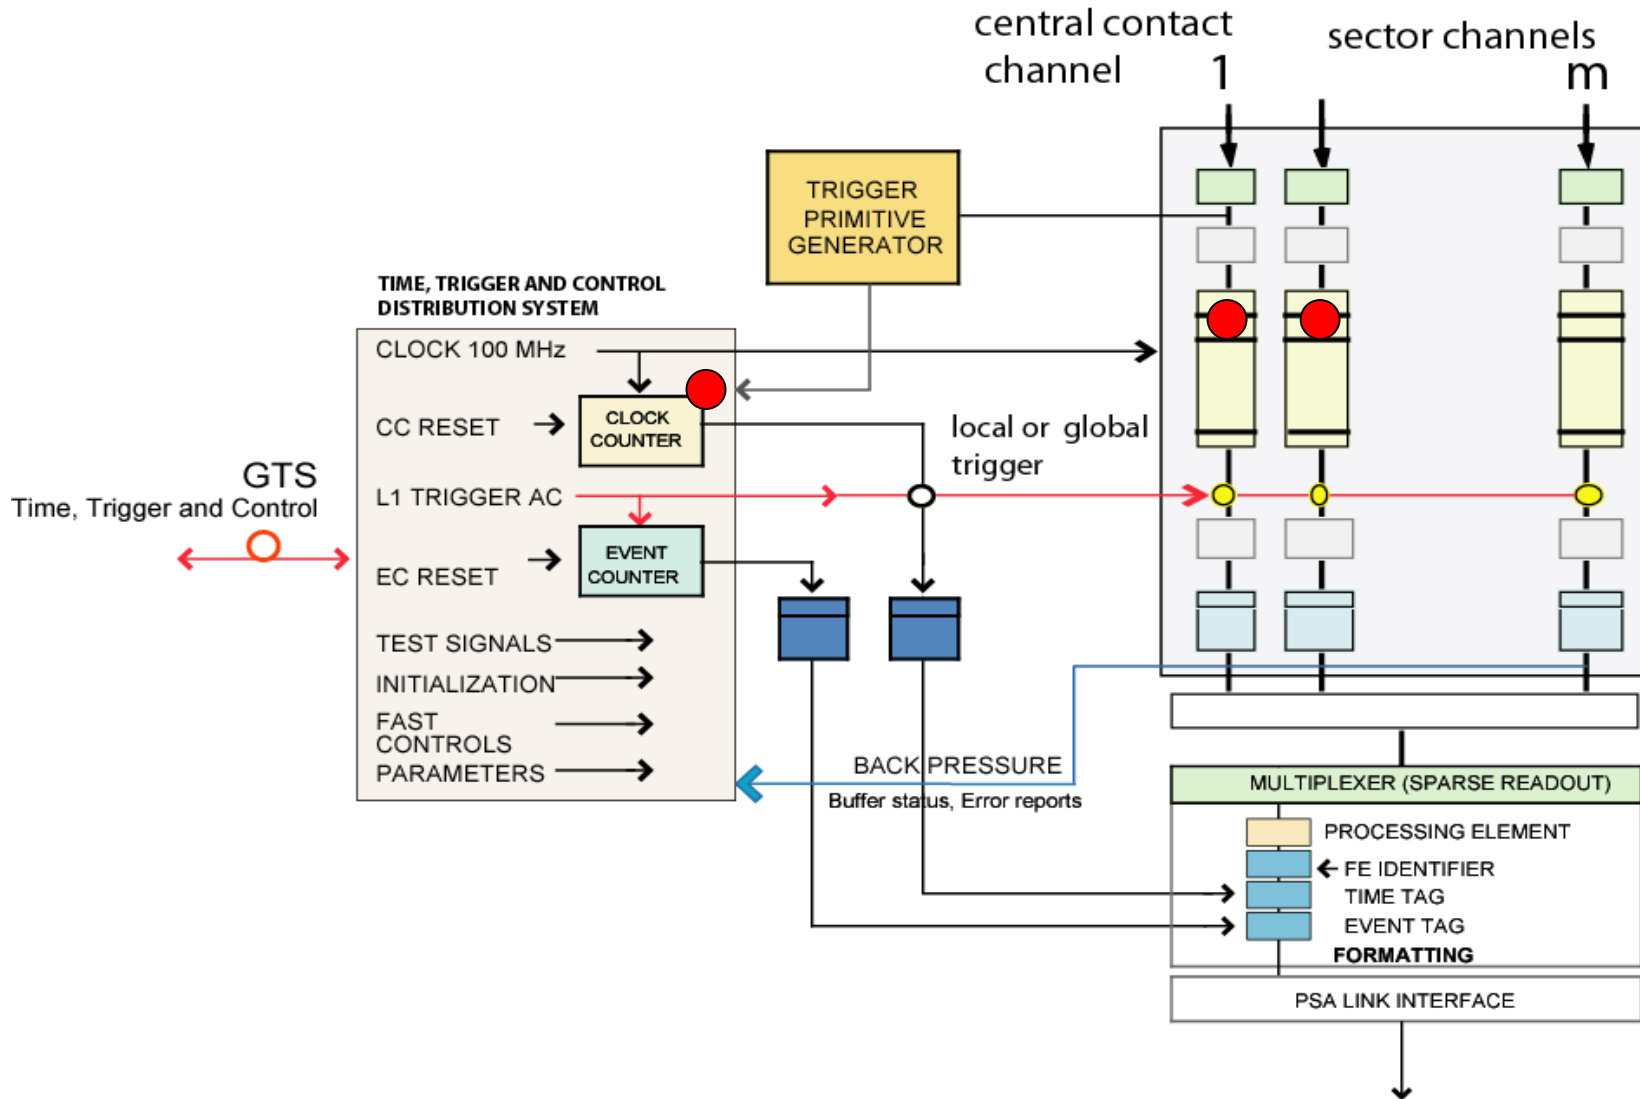 central contact
channel
1
sector channels
m
TRIGGER
PRIMITIVE
GENERATOR
TIME, TRIGGER AND CONTROL
DISTRIBUTION SYSTEM
CLOCK 100 MHz
CC RESET
CLOCK
COUNTER
local or global
trigger
GTS
Time, Trigger and Control
L1 TRIGGER AC
EC RESET
EVENT
COUNTER
TEST SIGNALS
INITIALIZATION
FAST
CONTROLS
PARAMETERS
BACK PRESSURE
Buffer status, Error reports
MULTIPLEXER (SPARSE READOUT)
PROCESSING ELEMENT
FE IDENTIFIER
TIME TAG
EVENT TAG
FORMATTING
PSA LINK INTERFACE